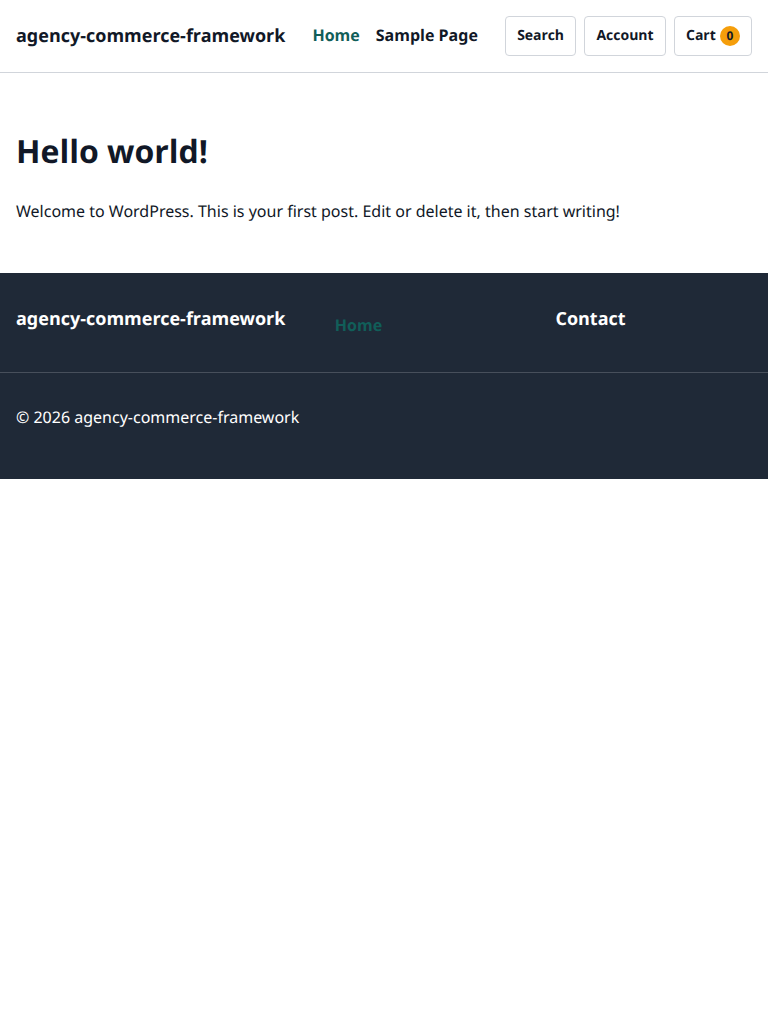 agency-commerce-framework Home Sample Page Search Account Cart 0
Hello world!
Welcome to WordPress. This is your first post. Edit or delete it, then start writing!
agency-commerce-framework Home Contact
© 2026 agency-commerce-framework